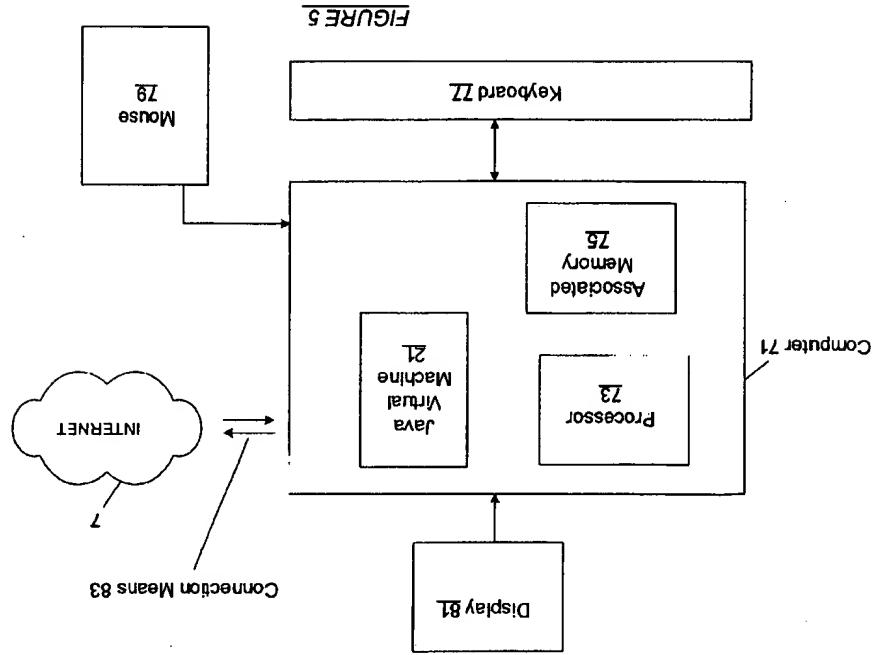 Display 81
Connection Means 83
7
INTERNET
Computer 71
Processor
73
Java
Virtual
Machine
21
Associated
Memory
75
Mouse
79
Keyboard 77
FIGURE 5